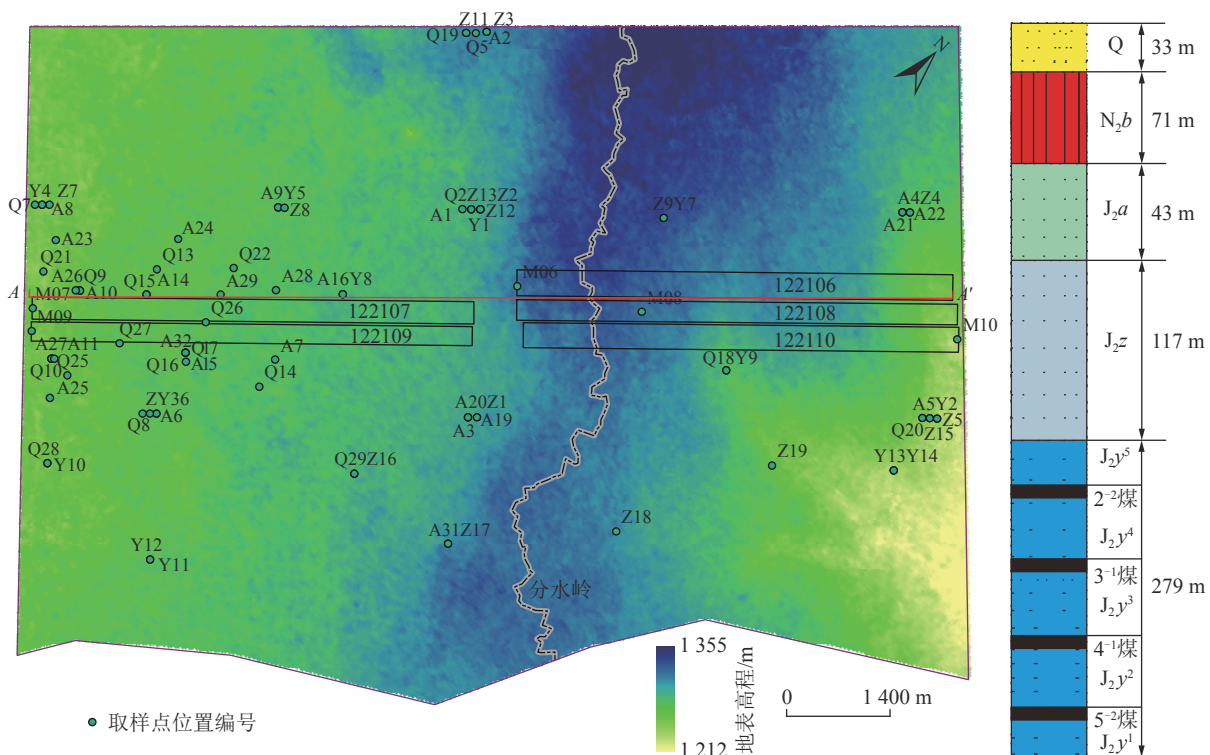 Z11 Z3
Q19 A2
Q5
N
Y4 Z7
Q7 A8
A9Y5
Z8
Q2Z13Z2
A1 Z12
Y1
Z9Y7
A4Z4
A22
A21
A23
A24
Q21
Q13
Q22
A26Q9
Q15 A14
A29
A28
A16Y8
M06
122106
A A10
A′
M07
122107
M08
122108
M09
Q26
M10
Q27
122109
122110
A27A11
A32
Q17
A7
Q25
Q10
Q16 A15
Q14
Q18Y9
A25
ZY36
Q8 A6
A20Z1
A3 A19
A5Y2
Q20 Z5
Z15
Q28
Y10
Q29Z16
Z19
Y13Y14
Y12
Y11
A31Z17
Z18
分水岭
1 355
地表高程/m
1 212
0 1 400 m
取样点位置编号
Q 33 m
N₂b 71 m
J₂a 43 m
J₂z 117 m
J₂y⁵
2⁻²煤
J₂y⁴
3⁻¹煤
279 m
J₂y³
4⁻¹煤
J₂y²
5⁻²煤
J₂y¹